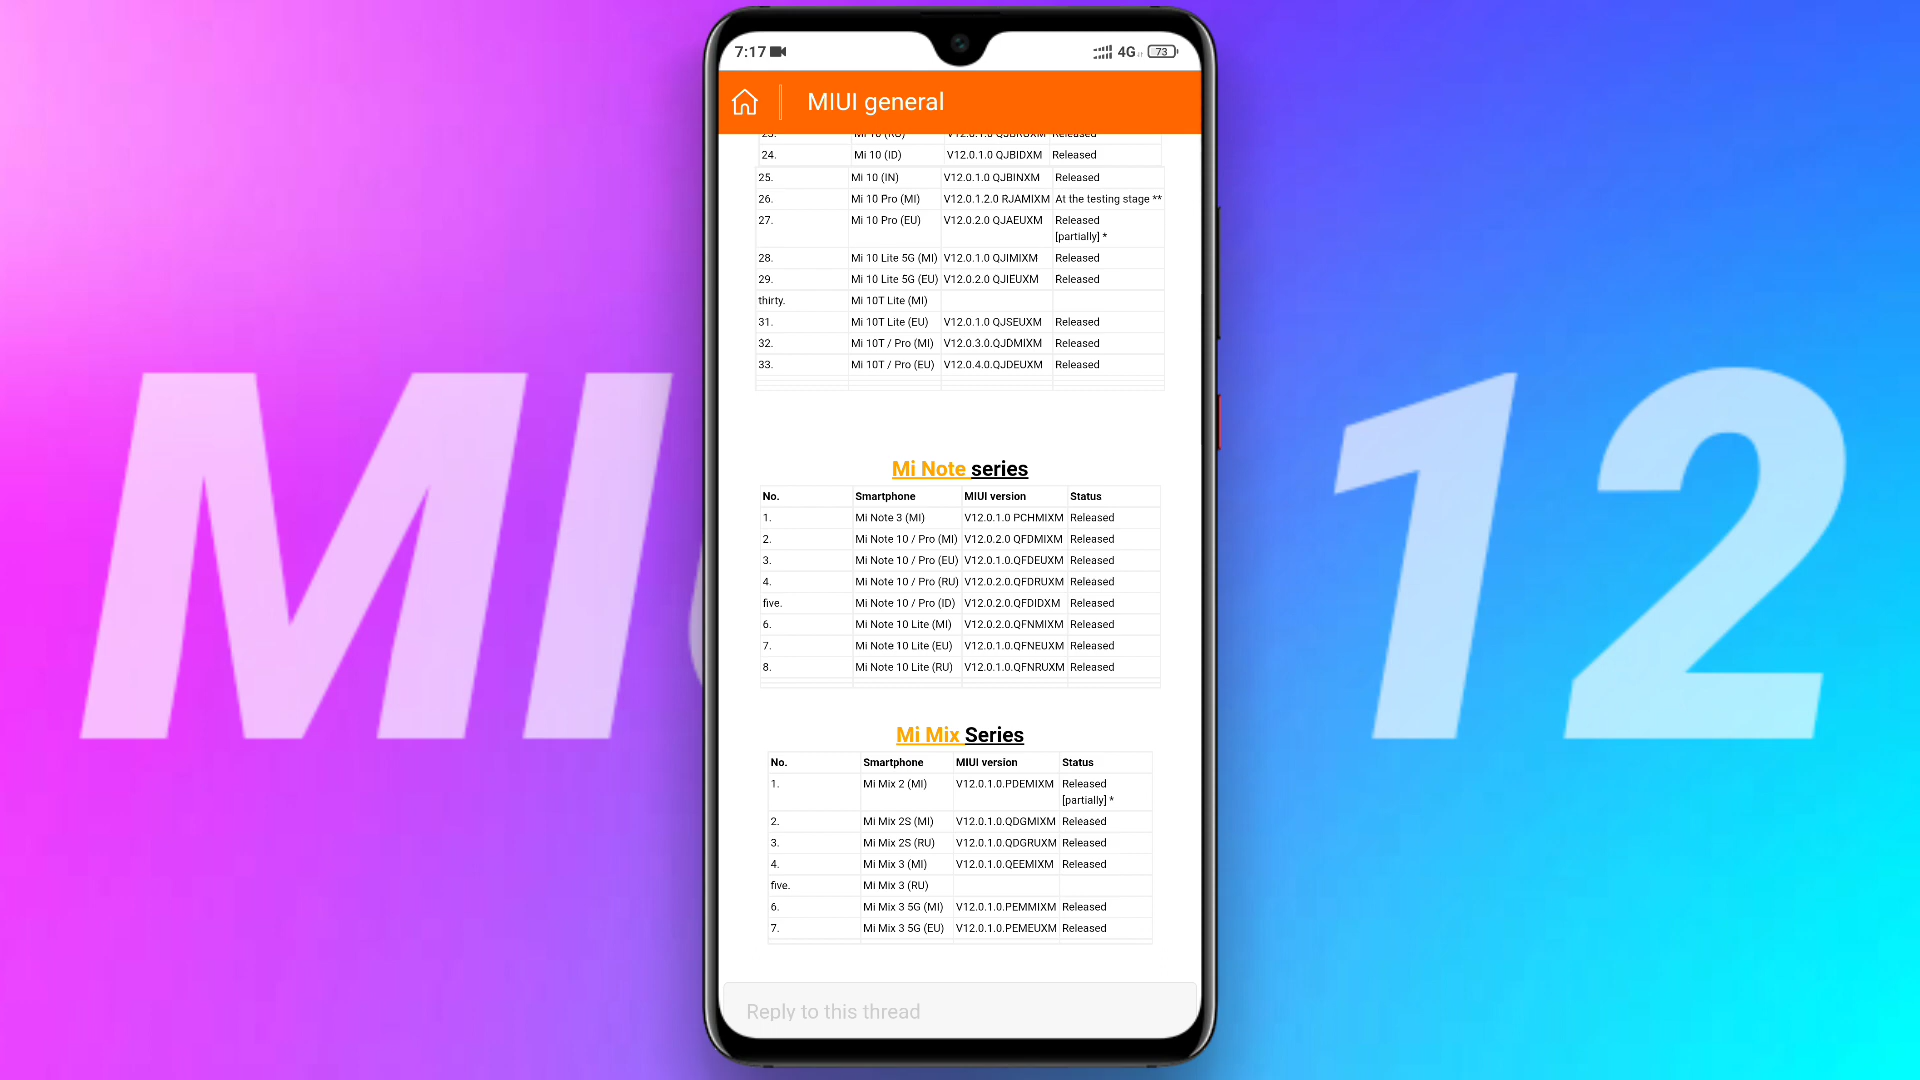 7:17 4G 73
MIUI general
23. Mi 10 (RU) V12.0.1.0 QJBRUXM Released
24. Mi 10 (ID) V12.0.1.0 QJBIDXM Released
25. Mi 10 (IN) V12.0.1.0 QJBINXM Released
26. Mi 10 Pro (MI) V12.0.1.2.0 RJAMIXM At the testing stage **
27. Mi 10 Pro (EU) V12.0.2.0 QJAEUXM Released
[partially] *
28. Mi 10 Lite 5G (MI) V12.0.1.0 QJIMIXM Released
29. Mi 10 Lite 5G (EU) V12.0.2.0 QJIEUXM Released
thirty. Mi 10T Lite (MI)
31. Mi 10T Lite (EU) V12.0.1.0 QJSEUXM Released
32. Mi 10T / Pro (MI) V12.0.3.0.QJDMIXM Released
33. Mi 10T / Pro (EU) V12.0.4.0.QJDEUXM Released
MI 12
Mi Note series
No. Smartphone MIUI version Status
1. Mi Note 3 (MI) V12.0.1.0 PCHMIXM Released
2. Mi Note 10 / Pro (MI) V12.0.2.0 QFDMIXM Released
3. Mi Note 10 / Pro (EU) V12.0.1.0.QFDEUXM Released
4. Mi Note 10 / Pro (RU) V12.0.2.0.QFDRUXM Released
five. Mi Note 10 / Pro (ID) V12.0.2.0.QFDIDXM Released
6. Mi Note 10 Lite (MI) V12.0.2.0.QFNMIXM Released
7. Mi Note 10 Lite (EU) V12.0.1.0.QFNEUXM Released
8. Mi Note 10 Lite (RU) V12.0.1.0.QFNRUXM Released
Mi Mix Series
No. Smartphone MIUI version Status
1. Mi Mix 2 (MI) V12.0.1.0.PDEMIXM Released
[partially] *
2. Mi Mix 2S (MI) V12.0.1.0.QDGMIXM Released
3. Mi Mix 2S (RU) V12.0.1.0.QDGRUXM Released
4. Mi Mix 3 (MI) V12.0.1.0.QEEMIXM Released
five. Mi Mix 3 (RU)
6. Mi Mix 3 5G (MI) V12.0.1.0.PEMMIXM Released
7. Mi Mix 3 5G (EU) V12.0.1.0.PEMEUXM Released
Reply to this thread